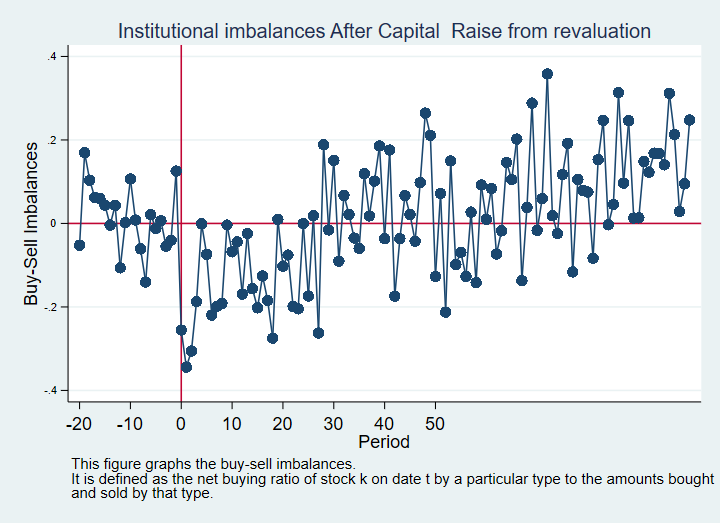 Institutional imbalances After Capital  Raise from revaluation
Buy-Sell Imbalances
.4
.2
0
-.2
-.4
-20 -10 0 10 20 30 40 50
Period
This figure graphs the buy-sell imbalances.
It is defined as the net buying ratio of stock k on date t by a particular type to the amounts bought
and sold by that type.